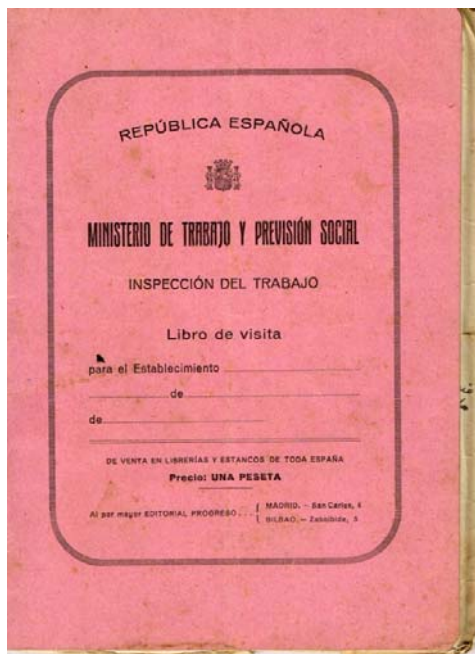 REPÚBLICA ESPAÑOLA
MINISTERIO DE TRABAJO Y PREVISIÓN SOCIAL
INSPECCIÓN DEL TRABAJO
Libro de visita
para el Establecimiento
de
de
DE VENTA EN LIBRERÍAS Y ESTANCOS DE TODA ESPAÑA
Precio: UNA PESETA
Al por mayor EDITORIAL PROGRESO... { MADRID. - San Carlos, 4
BILBAO. - Zabalbide, 5